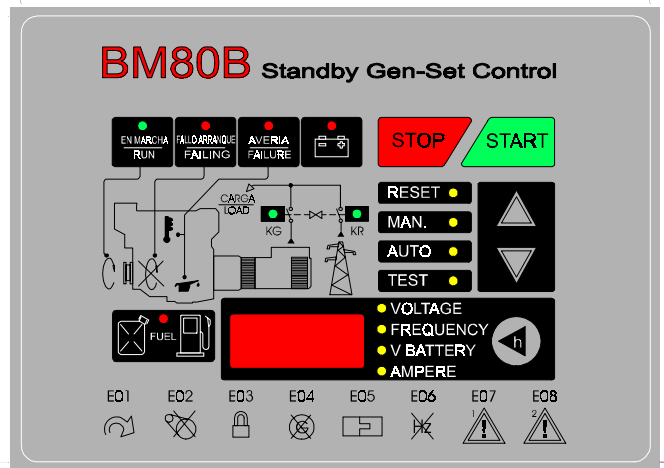 BM80B Standby Gen-Set Control
EN MARCHA
RUN
FALLO ARRANQUE
FAILING
AVERIA
FAILURE
STOP
START
CARGA
LOAD
KG
KR
RESET
MAN.
AUTO
TEST
FUEL
VOLTAGE
FREQUENCY
V BATTERY
AMPERE
h
E01 E02 E03 E04 E05 E06 E07 E08
G
Hz
1
!
2
!